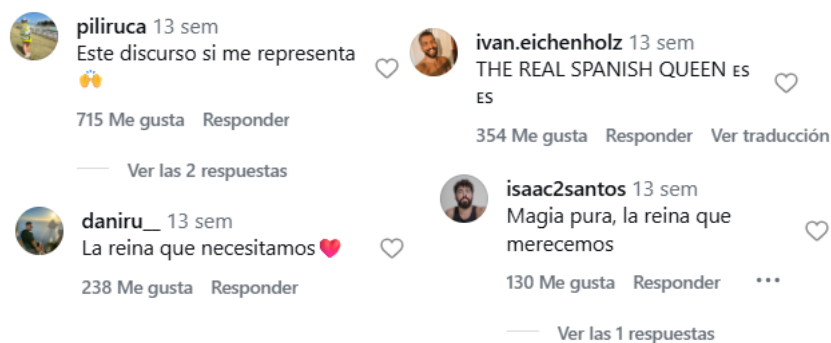 piliruca 13 sem
Este discurso si me representa
🙌
715 Me gusta Responder
Ver las 2 respuestas
daniru__ 13 sem
La reina que necesitamos❤️
238 Me gusta Responder
ivan.eichenholz 13 sem
THE REAL SPANISH QUEEN ᴇs
ᴇs
354 Me gusta Responder Ver traducción
isaac2santos 13 sem
Magia pura, la reina que
merecemos
130 Me gusta Responder ...
Ver las 1 respuestas